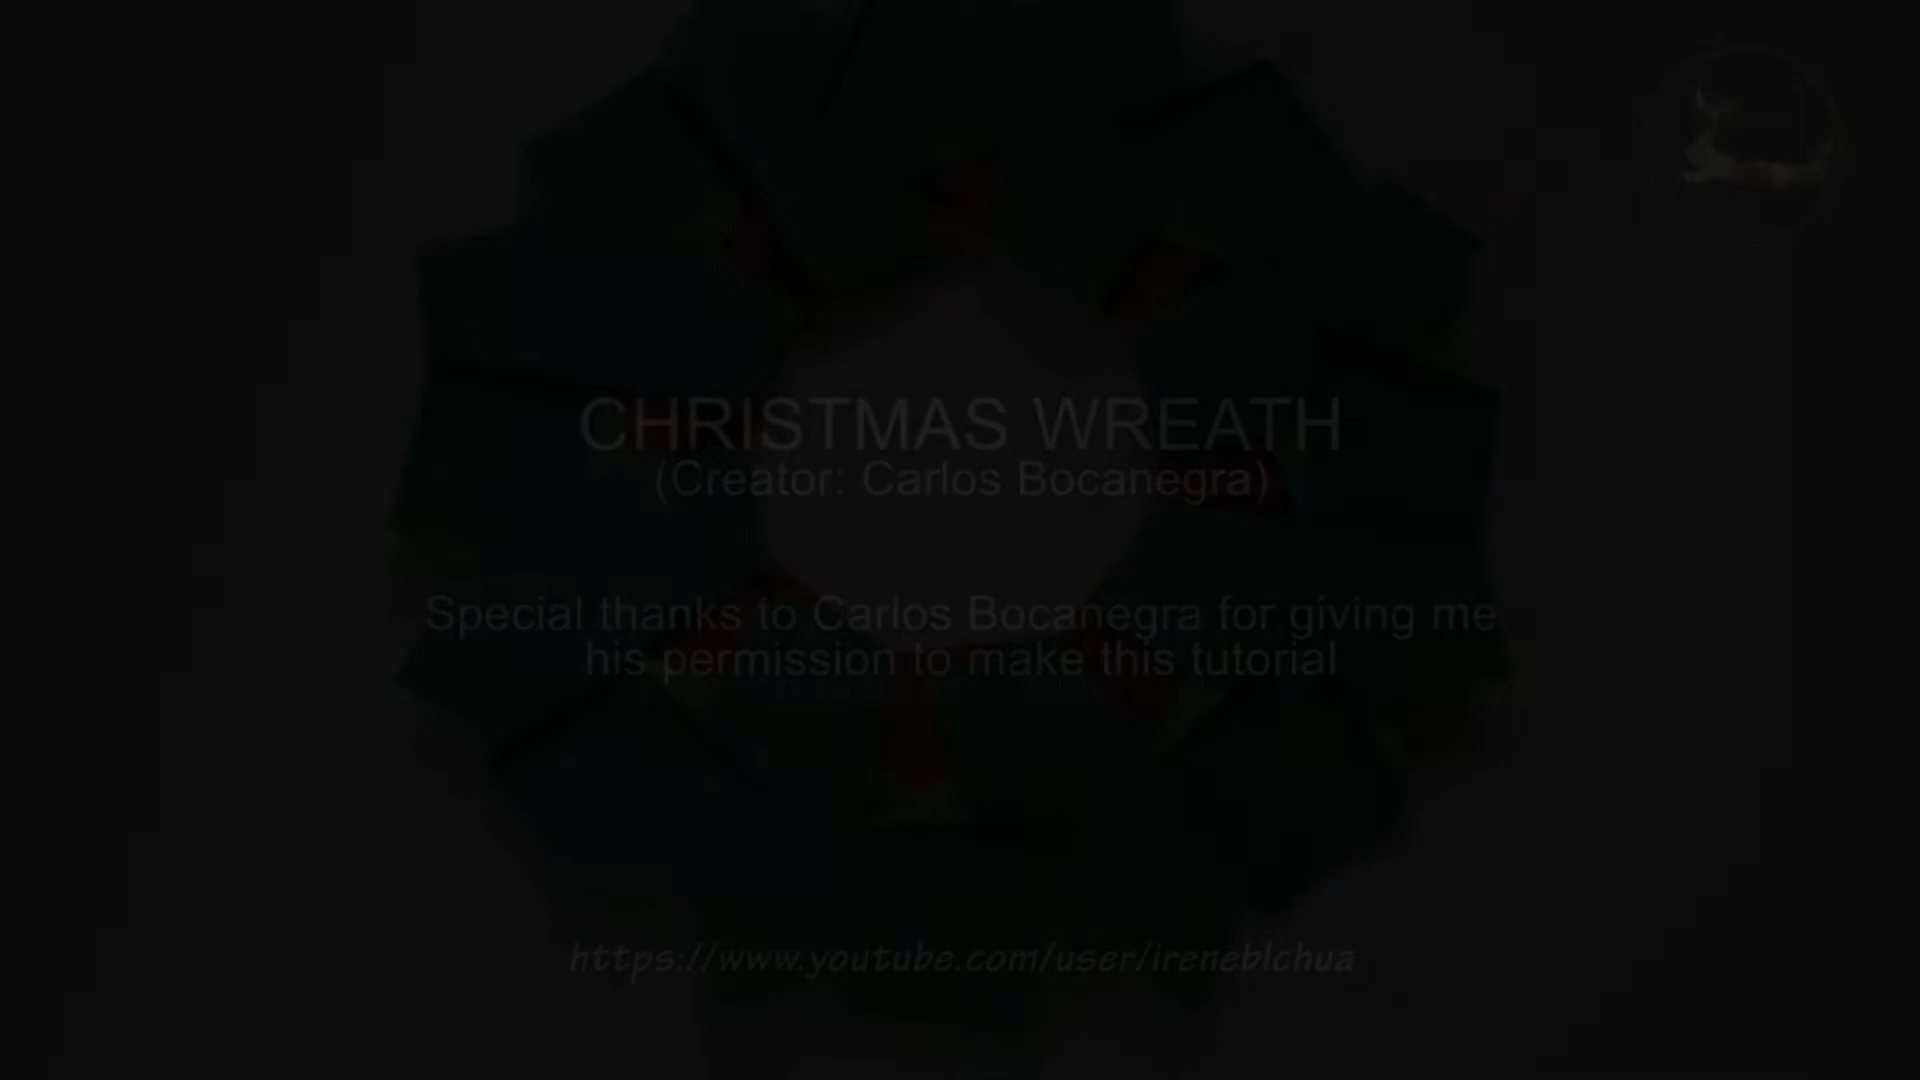 CHRISTMAS WREATH
(Creator: Carlos Bocanegra)
Special thanks to Carlos Bocanegra for giving me
his permission to make this tutorial
https://www.youtube.com/user/ireneblchua